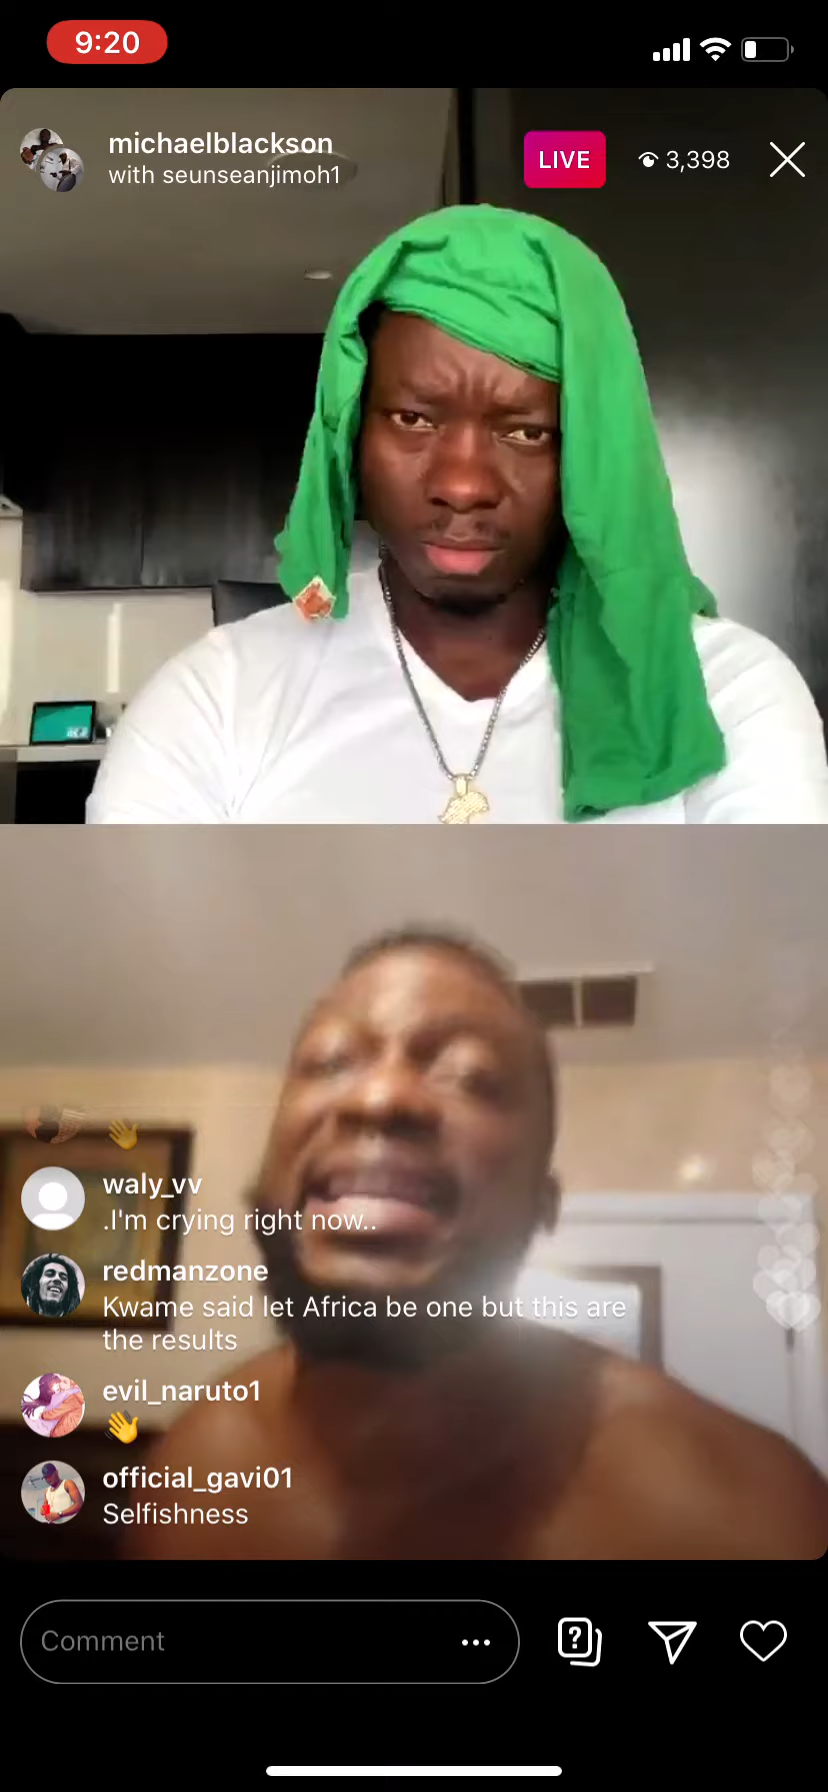 9:20
michaelblackson
with seunseanjimoh1
LIVE
3,398
waly_vv
.I'm crying right now..
redmanzone
Kwame said let Africa be one but this are
the results
evil_naruto1
official_gavi01
Selfishness
Comment